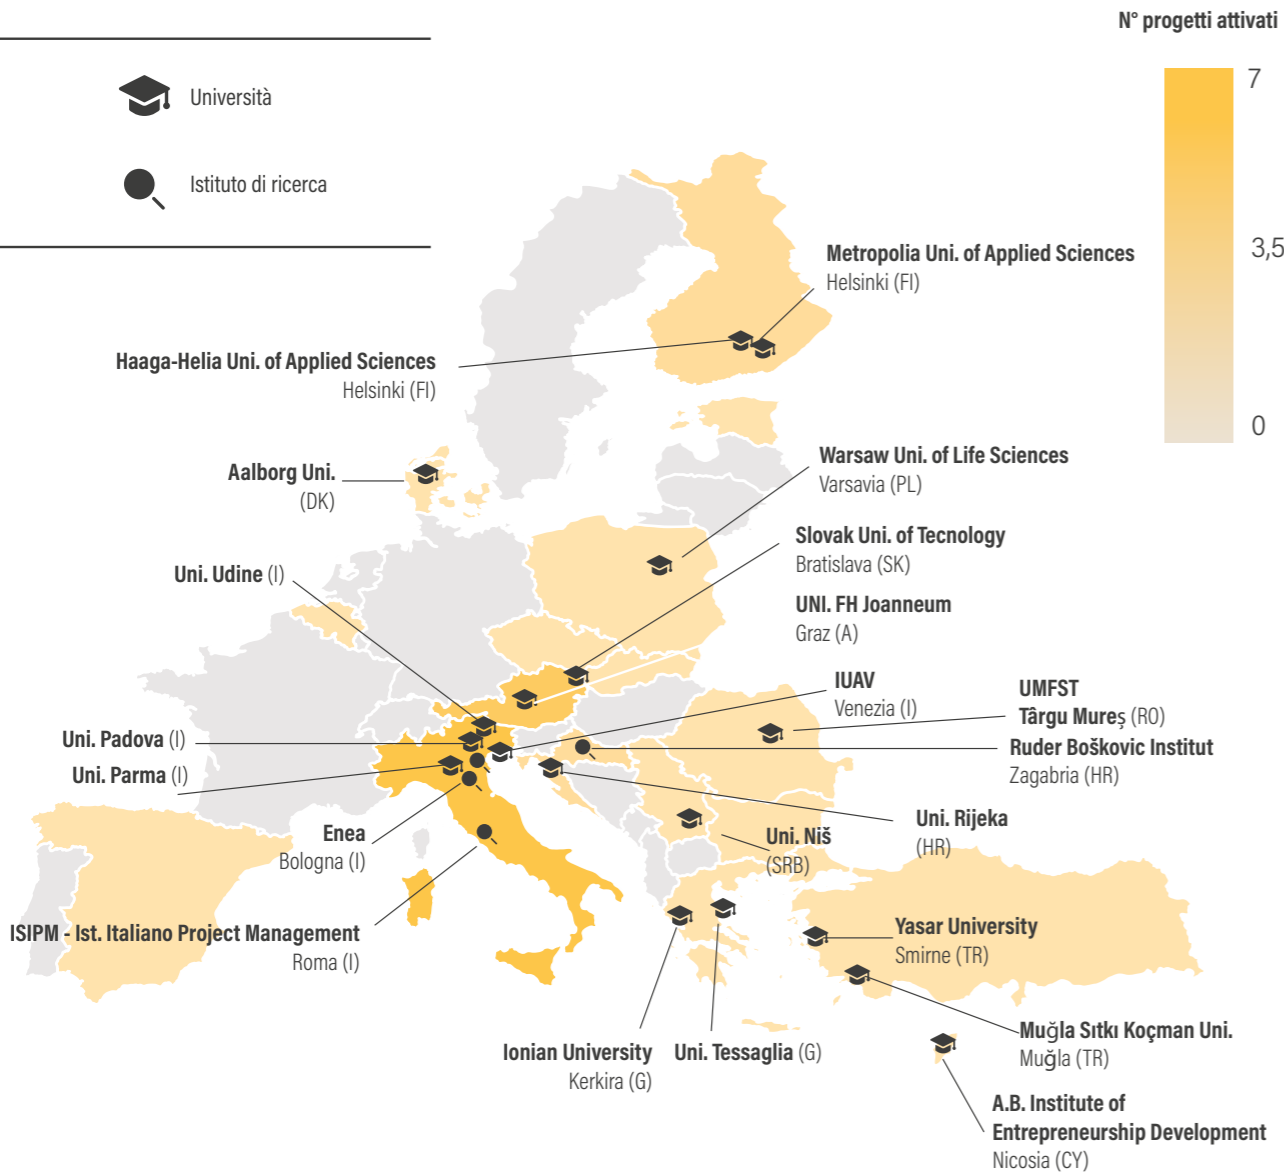 N° progetti attivati
7
3,5
0
Università
Istituto di ricerca
Metropolia Uni. of Applied Sciences
Helsinki (FI)
Haaga-Helia Uni. of Applied Sciences
Helsinki (FI)
Aalborg Uni.
(DK)
Warsaw Uni. of Life Sciences
Varsavia (PL)
Slovak Uni. of Tecnology
Bratislava (SK)
Uni. Udine (I)
UNI. FH Joanneum
Graz (A)
IUAV
Venezia (I)
UMFST
Târgu Mureș (RO)
Uni. Padova (I)
Ruder Boškovic Institut
Zagabria (HR)
Uni. Parma (I)
Enea
Bologna (I)
Uni. Niš
(SRB)
Uni. Rijeka
(HR)
ISIPM - Ist. Italiano Project Management
Roma (I)
Yasar University
Smirne (TR)
Ionian University
Kerkira (G)
Uni. Tessaglia (G)
Muğla Sıtkı Koçman Uni.
Muğla (TR)
A.B. Institute of
Entrepreneurship Development
Nicosia (CY)